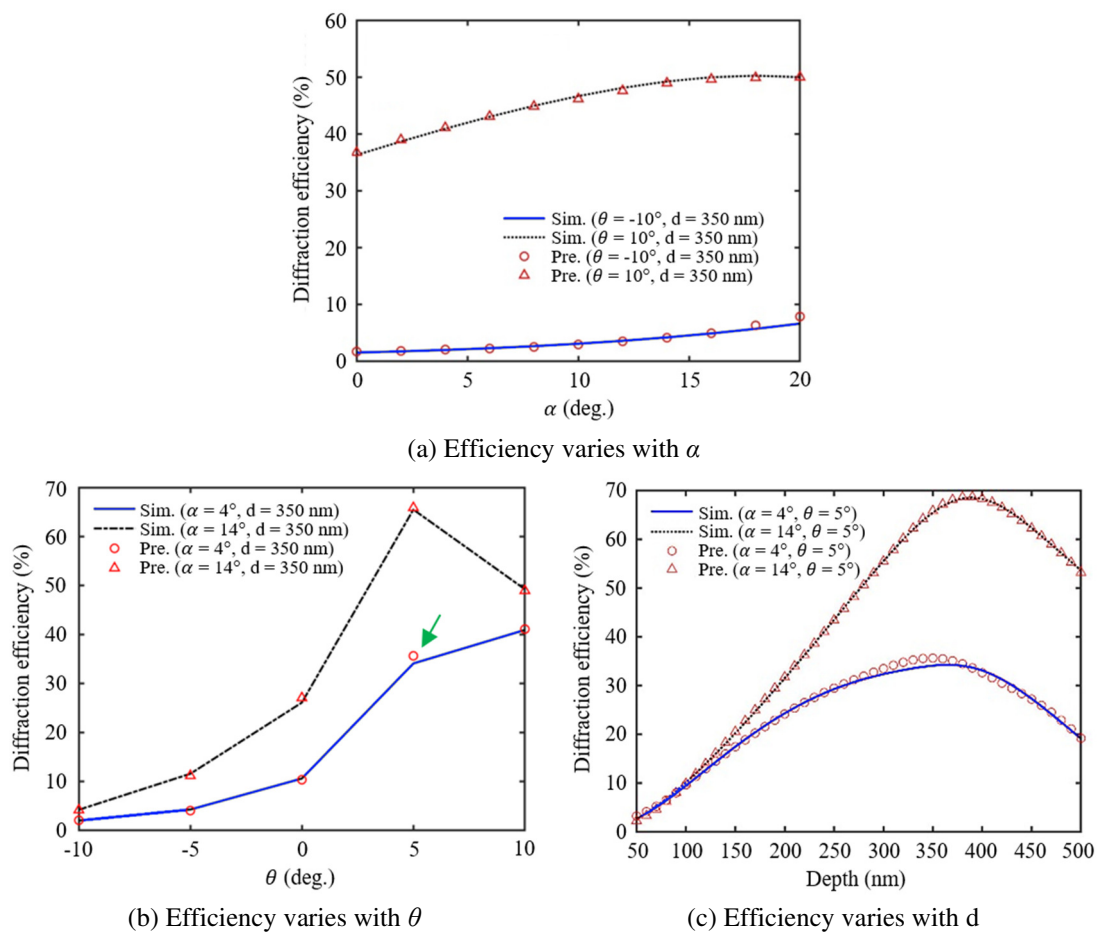 60
50
40
30
20
10
0
Diffraction efficiency (%)
Sim. (θ = -10°, d = 350 nm)
Sim. (θ = 10°, d = 350 nm)
Pre. (θ = -10°, d = 350 nm)
Pre. (θ = 10°, d = 350 nm)
0 5 10 15 20
α (deg.)
(a) Efficiency varies with α
70
60
50
40
30
20
10
0
Diffraction efficiency (%)
Sim. (α = 4°, d = 350 nm)
Sim. (α = 14°, d = 350 nm)
Pre. (α = 4°, d = 350 nm)
Pre. (α = 14°, d = 350 nm)
-10 -5 0 5 10
θ (deg.)
(b) Efficiency varies with θ
70
60
50
40
30
20
10
0
Diffraction efficiency (%)
Sim. (α = 4°, θ = 5°)
Sim. (α = 14°, θ = 5°)
Pre. (α = 4°, θ = 5°)
Pre. (α = 14°, θ = 5°)
50 100 150 200 250 300 350 400 450 500
Depth (nm)
(c) Efficiency varies with d